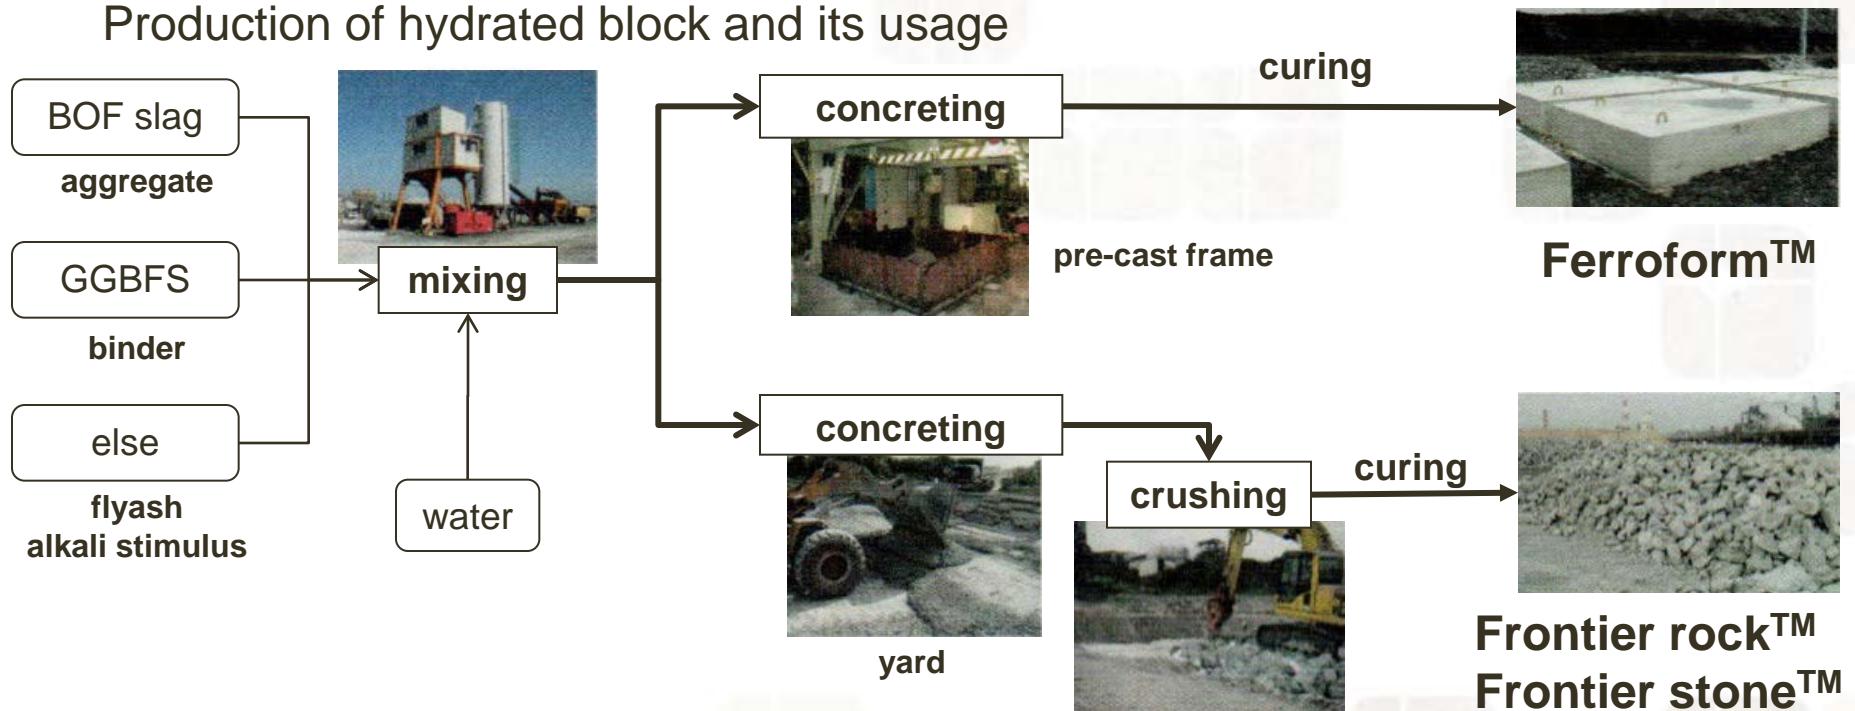 Production of hydrated block and its usage
BOF slag
aggregate
GGBFS
binder
else
flyash
alkali stimulus
mixing
water
concreting
pre-cast frame
curing
Ferroform™
concreting
yard
crushing
curing
Frontier rock™
Frontier stone™